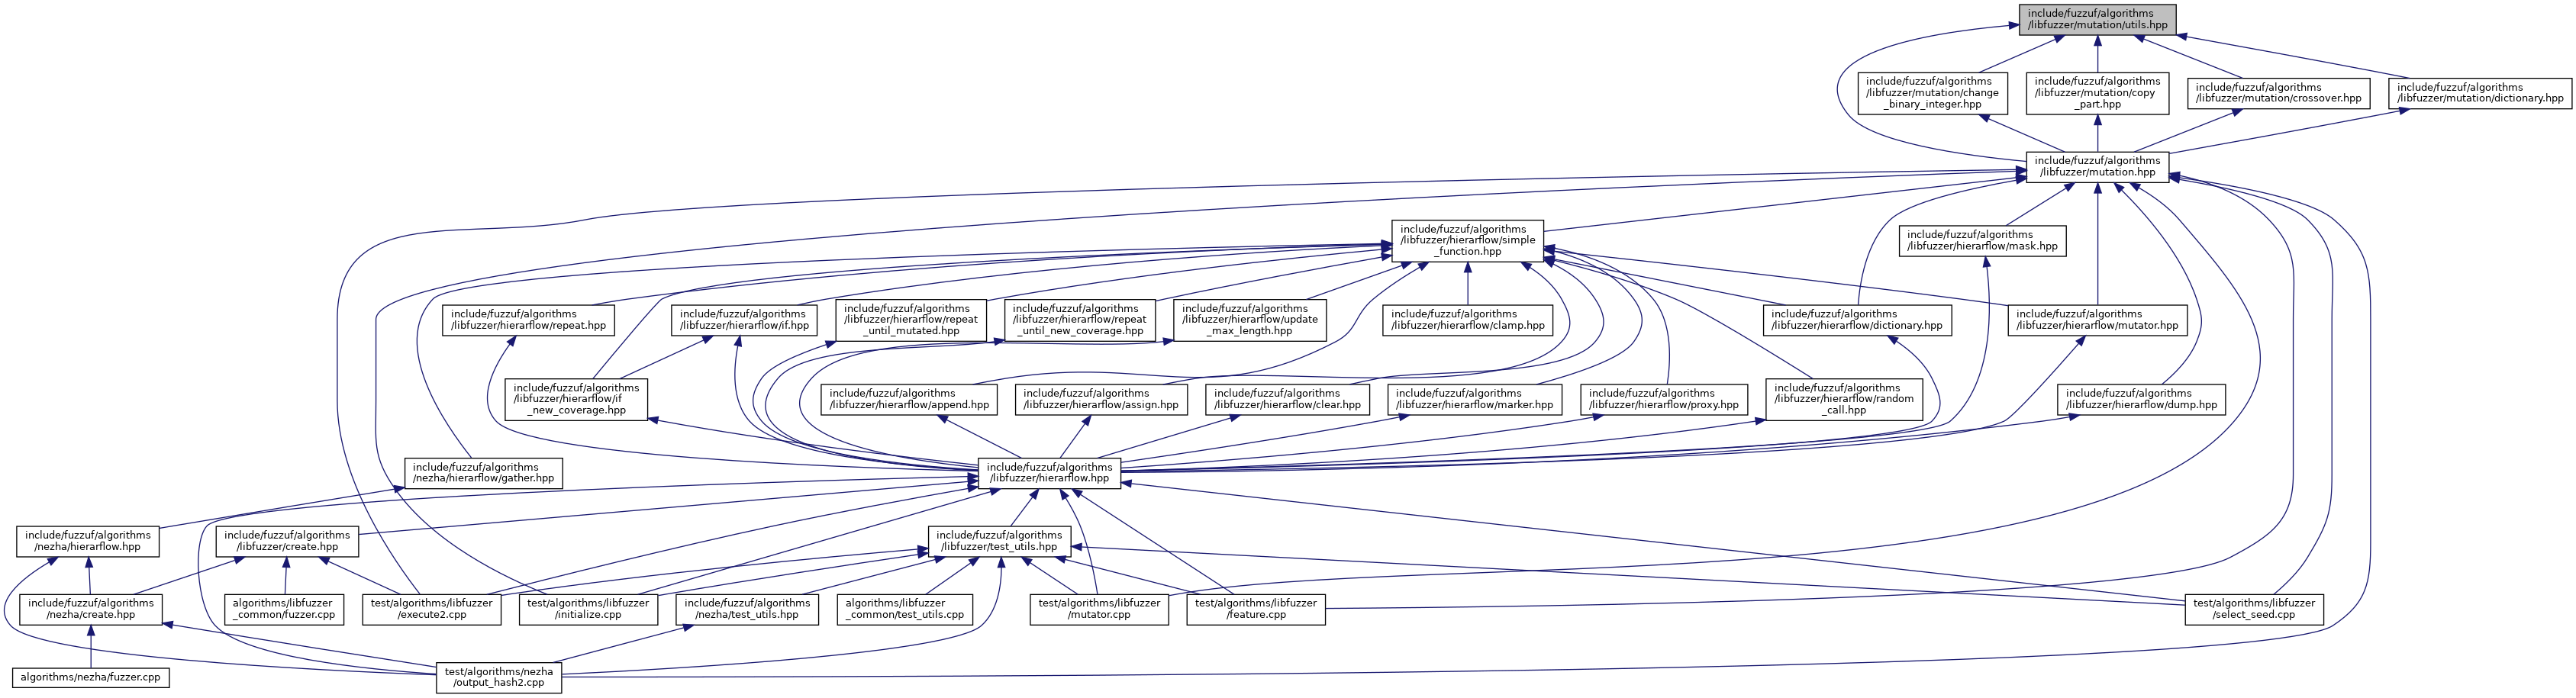 include/fuzzuf/algorithms
/libfuzzer/mutation/utils.hpp
include/fuzzuf/algorithms
/libfuzzer/mutation/change
_binary_integer.hpp
include/fuzzuf/algorithms
/libfuzzer/mutation/copy
_part.hpp
include/fuzzuf/algorithms
/libfuzzer/mutation/crossover.hpp
include/fuzzuf/algorithms
/libfuzzer/mutation/dictionary.hpp
include/fuzzuf/algorithms
/libfuzzer/mutation.hpp
include/fuzzuf/algorithms
/libfuzzer/hierarflow/simple
_function.hpp
include/fuzzuf/algorithms
/libfuzzer/hierarflow/mask.hpp
include/fuzzuf/algorithms
/libfuzzer/hierarflow/repeat.hpp
include/fuzzuf/algorithms
/libfuzzer/hierarflow/if.hpp
include/fuzzuf/algorithms
/libfuzzer/hierarflow/repeat
_until_mutated.hpp
include/fuzzuf/algorithms
/libfuzzer/hierarflow/repeat
_until_new_coverage.hpp
include/fuzzuf/algorithms
/libfuzzer/hierarflow/update
_max_length.hpp
include/fuzzuf/algorithms
/libfuzzer/hierarflow/clamp.hpp
include/fuzzuf/algorithms
/libfuzzer/hierarflow/dictionary.hpp
include/fuzzuf/algorithms
/libfuzzer/hierarflow/mutator.hpp
include/fuzzuf/algorithms
/libfuzzer/hierarflow/if
_new_coverage.hpp
include/fuzzuf/algorithms
/libfuzzer/hierarflow/append.hpp
include/fuzzuf/algorithms
/libfuzzer/hierarflow/assign.hpp
include/fuzzuf/algorithms
/libfuzzer/hierarflow/clear.hpp
include/fuzzuf/algorithms
/libfuzzer/hierarflow/marker.hpp
include/fuzzuf/algorithms
/libfuzzer/hierarflow/proxy.hpp
include/fuzzuf/algorithms
/libfuzzer/hierarflow/random
_call.hpp
include/fuzzuf/algorithms
/libfuzzer/hierarflow/dump.hpp
include/fuzzuf/algorithms
/nezha/hierarflow/gather.hpp
include/fuzzuf/algorithms
/libfuzzer/hierarflow.hpp
include/fuzzuf/algorithms
/nezha/hierarflow.hpp
include/fuzzuf/algorithms
/libfuzzer/create.hpp
include/fuzzuf/algorithms
/libfuzzer/test_utils.hpp
include/fuzzuf/algorithms
/nezha/create.hpp
algorithms/libfuzzer
_common/fuzzer.cpp
test/algorithms/libfuzzer
/execute2.cpp
test/algorithms/libfuzzer
/initialize.cpp
include/fuzzuf/algorithms
/nezha/test_utils.hpp
algorithms/libfuzzer
_common/test_utils.cpp
test/algorithms/libfuzzer
/mutator.cpp
test/algorithms/libfuzzer
/feature.cpp
test/algorithms/libfuzzer
/select_seed.cpp
algorithms/nezha/fuzzer.cpp
test/algorithms/nezha
/output_hash2.cpp